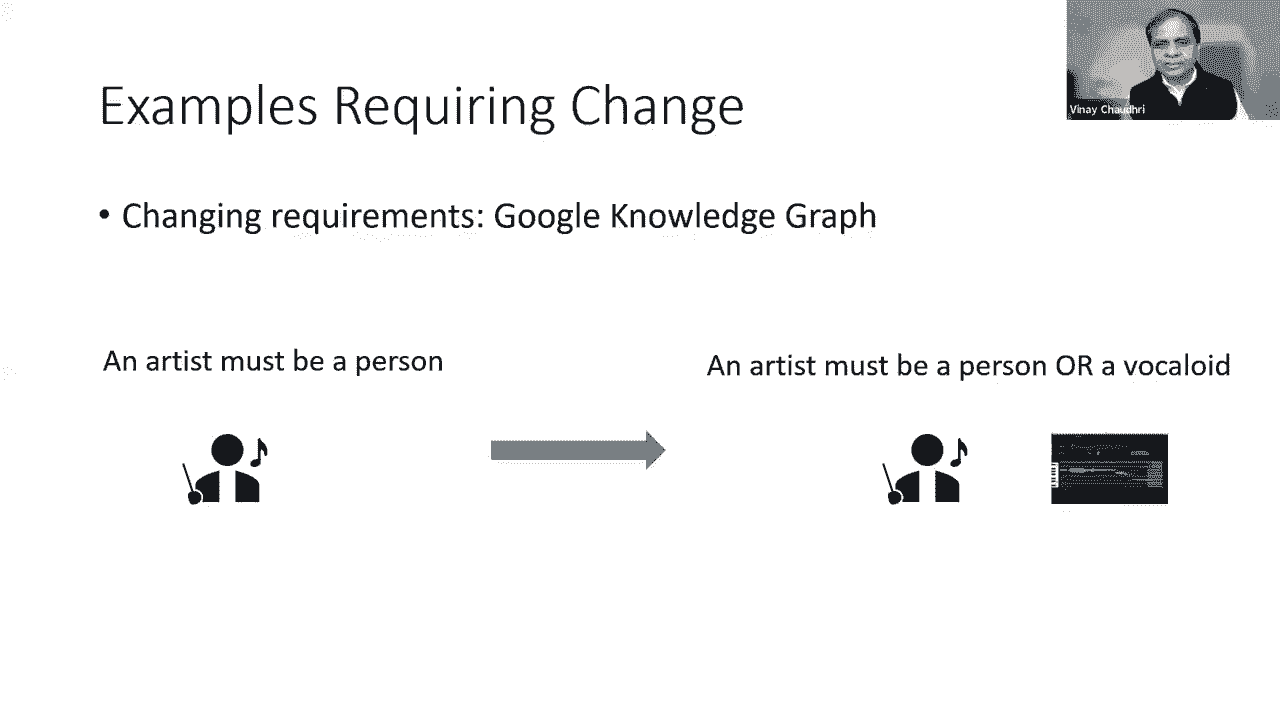 Examples Requiring Change
Vinay Chaudhri
• Changing requirements: Google Knowledge Graph
An artist must be a person
An artist must be a person OR a vocaloid